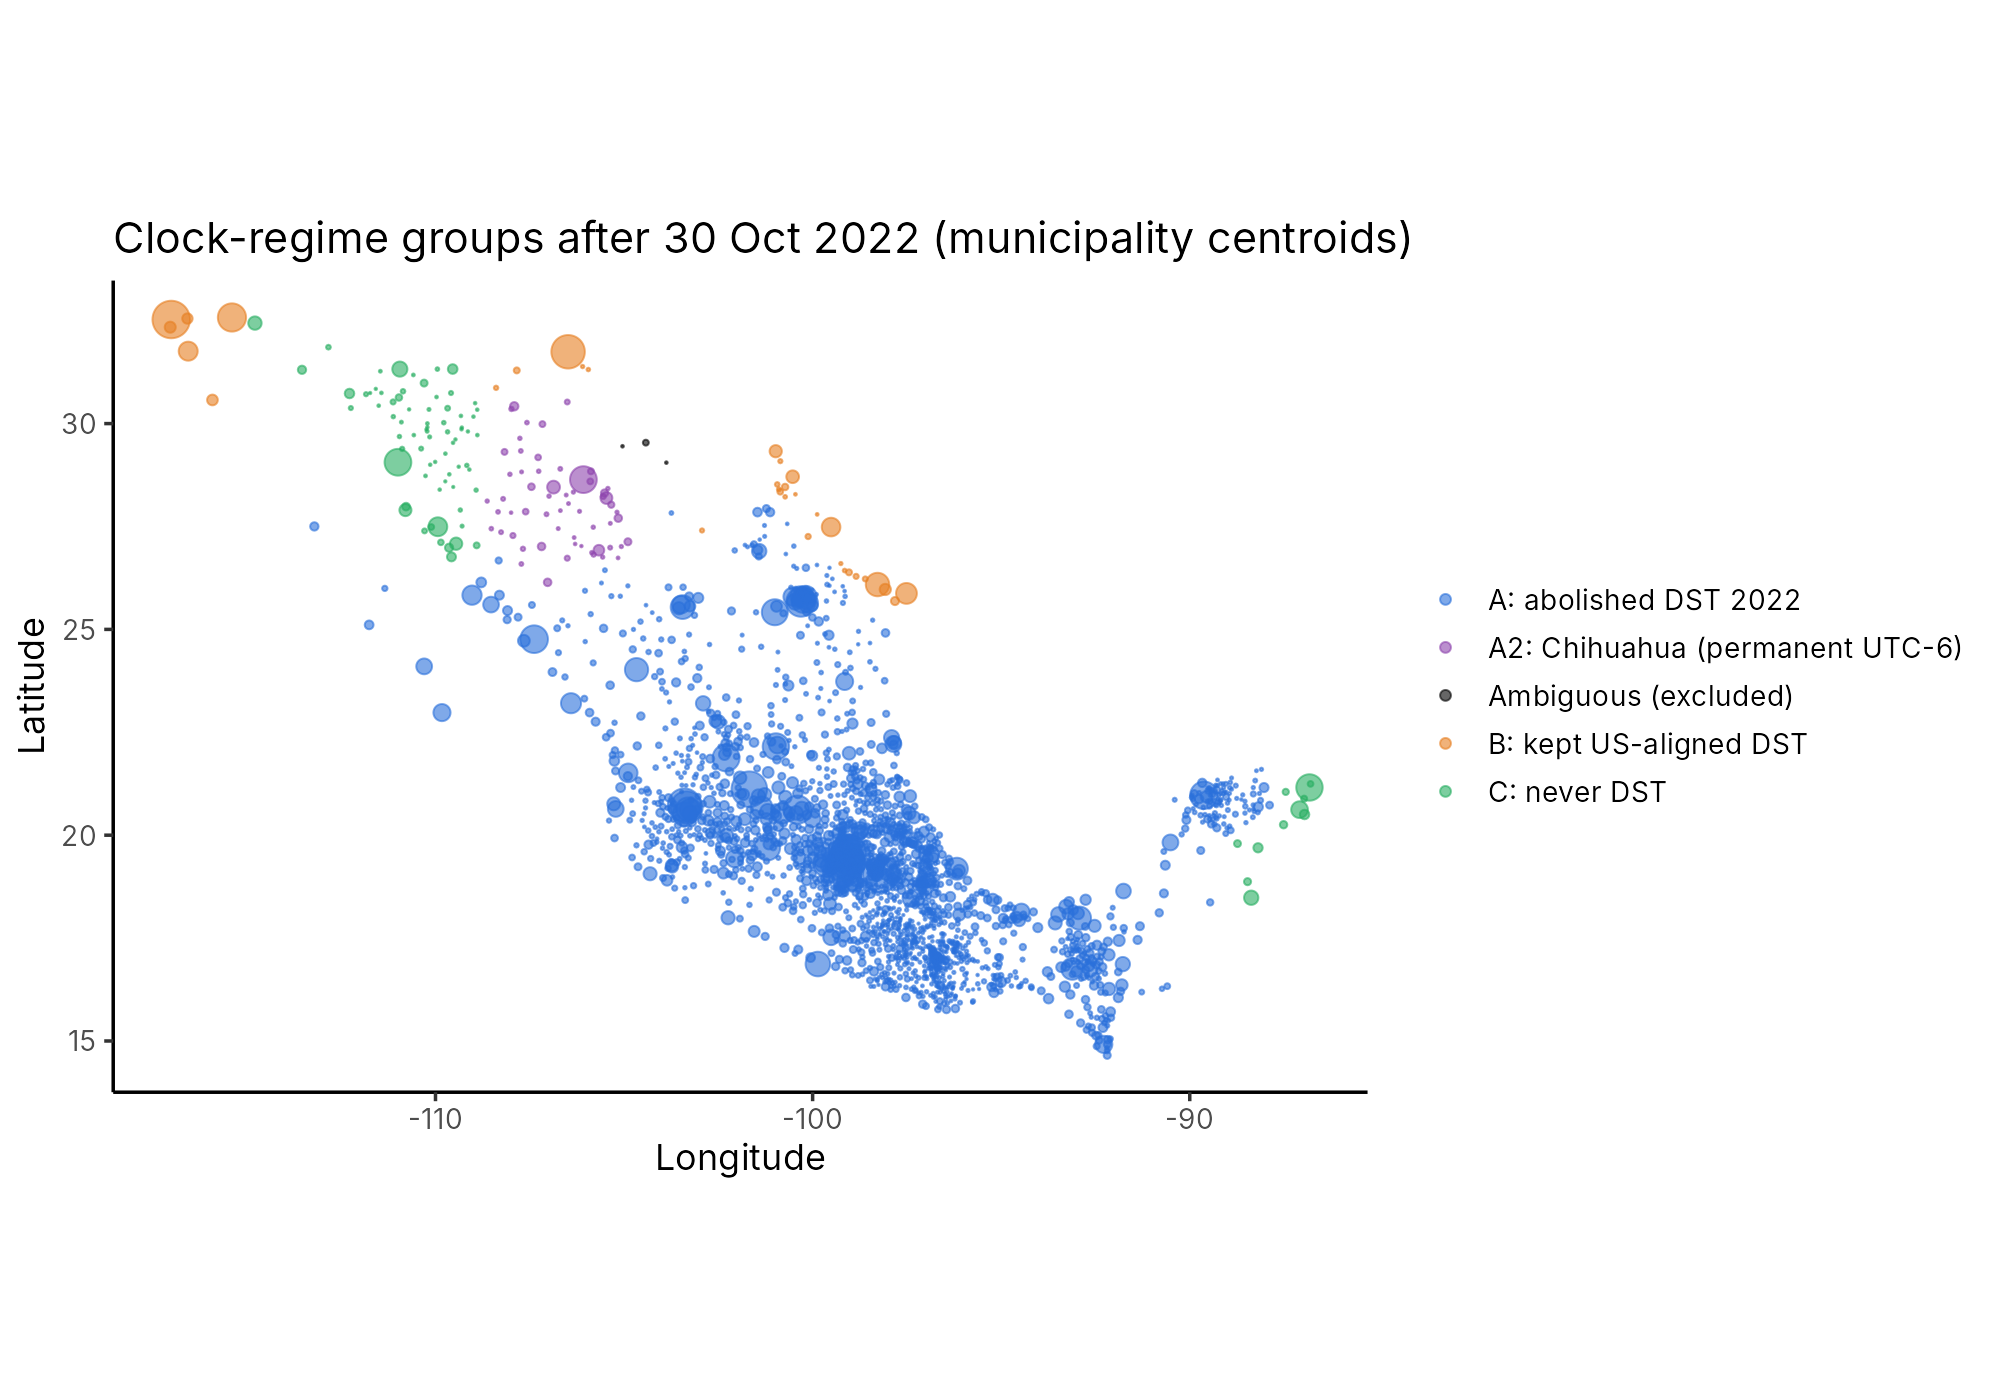 Clock-regime groups after 30 Oct 2022 (municipality centroids)
30
25
20
15
Latitude
-110
-100
-90
Longitude
A: abolished DST 2022
A2: Chihuahua (permanent UTC-6)
Ambiguous (excluded)
B: kept US-aligned DST
C: never DST